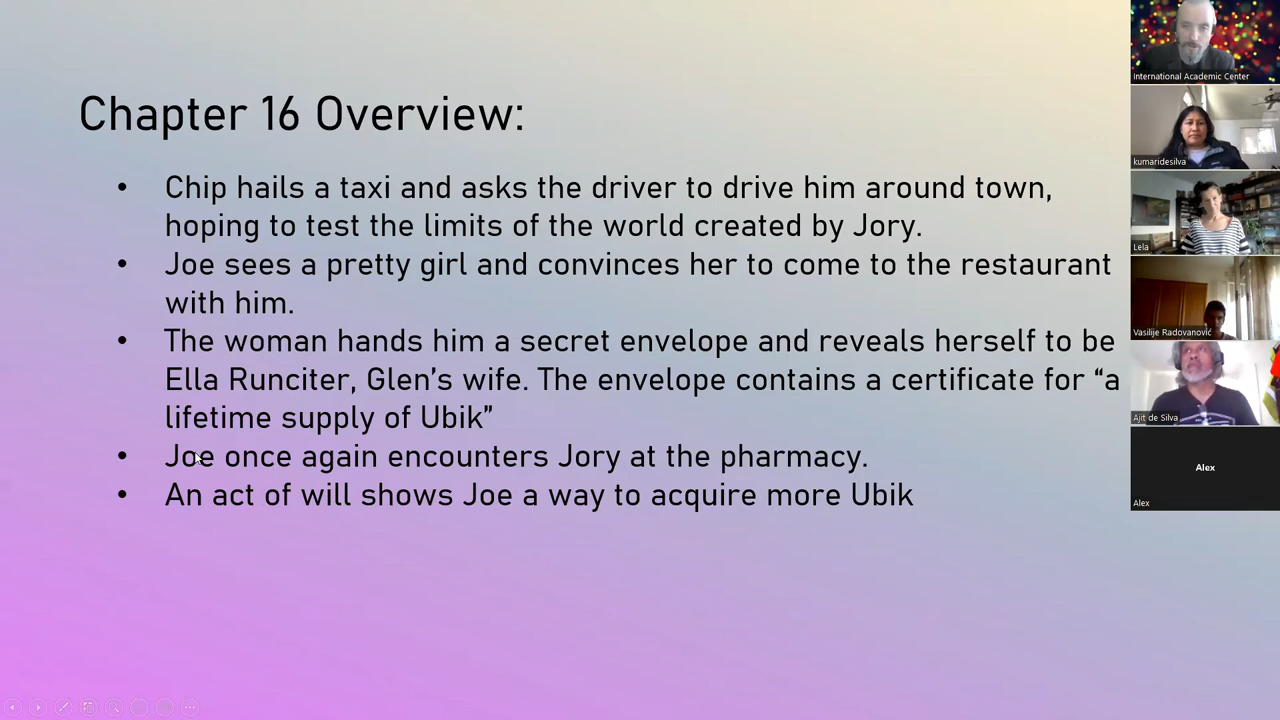 Chapter 16 Overview:
• Chip hails a taxi and asks the driver to drive him around town,
hoping to test the limits of the world created by Jory.
• Joe sees a pretty girl and convinces her to come to the restaurant
with him.
• The woman hands him a secret envelope and reveals herself to be
Ella Runciter, Glen’s wife. The envelope contains a certificate for “a
lifetime supply of Ubik”
• Joe once again encounters Jory at the pharmacy.
• An act of will shows Joe a way to acquire more Ubik
International Academic Center
kumaridesilva
Lela
Vasilije Radovanović
Ajit de Silva
Alex
Alex